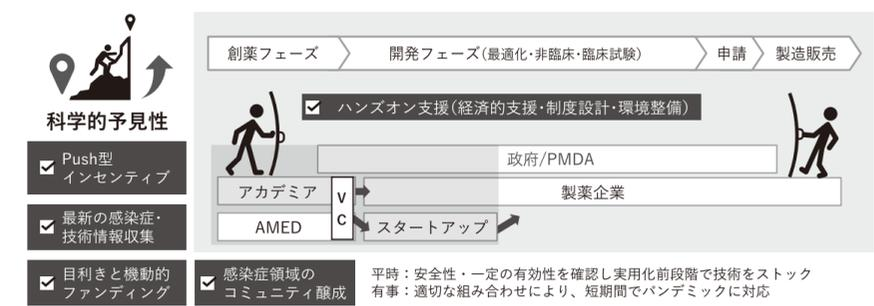 創薬フェーズ
開発フェーズ(最適化・非臨床・臨床試験)
申請
製造販売
科学的予見性
ハンズオン支援(経済的支援・制度設計・環境整備)
Push型
インセンティブ
政府/PMDA
アカデミア
VC
製薬企業
最新の感染症・
技術情報収集
AMED
スタートアップ
目利きと機動的
ファンディング
感染症領域の
コミュニティ醸成
平時：安全性・一定の有効性を確認し実用化前段階で技術をストック
有事：適切な組み合わせにより、短期間でパンデミックに対応